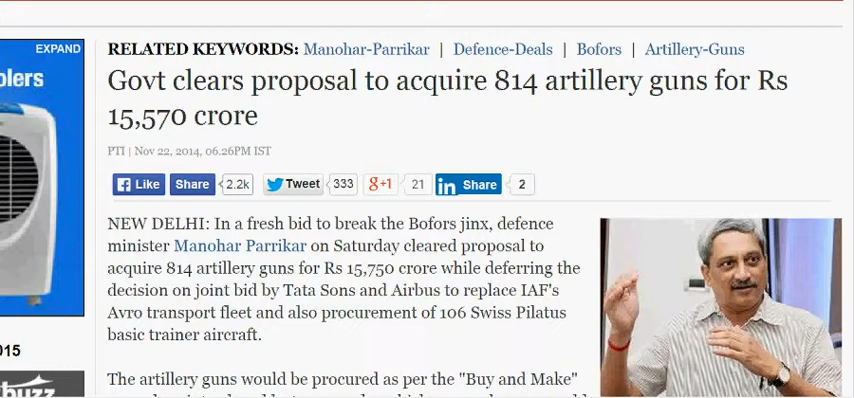 EXPAND
olers
RELATED KEYWORDS: Manohar-Parrikar | Defence-Deals | Bofors | Artillery-Guns
Govt clears proposal to acquire 814 artillery guns for Rs
15,570 crore
PTI | Nov 22, 2014, 06.26PM IST
Like Share 2.2k Tweet 333 g+1 21 in Share 2
NEW DELHI: In a fresh bid to break the Bofors jinx, defence
minister Manohar Parrikar on Saturday cleared proposal to
acquire 814 artillery guns for Rs 15,750 crore while deferring the
decision on joint bid by Tata Sons and Airbus to replace IAF's
Avro transport fleet and also procurement of 106 Swiss Pilatus
basic trainer aircraft.
015
buzz
The artillery guns would be procured as per the "Buy and Make"